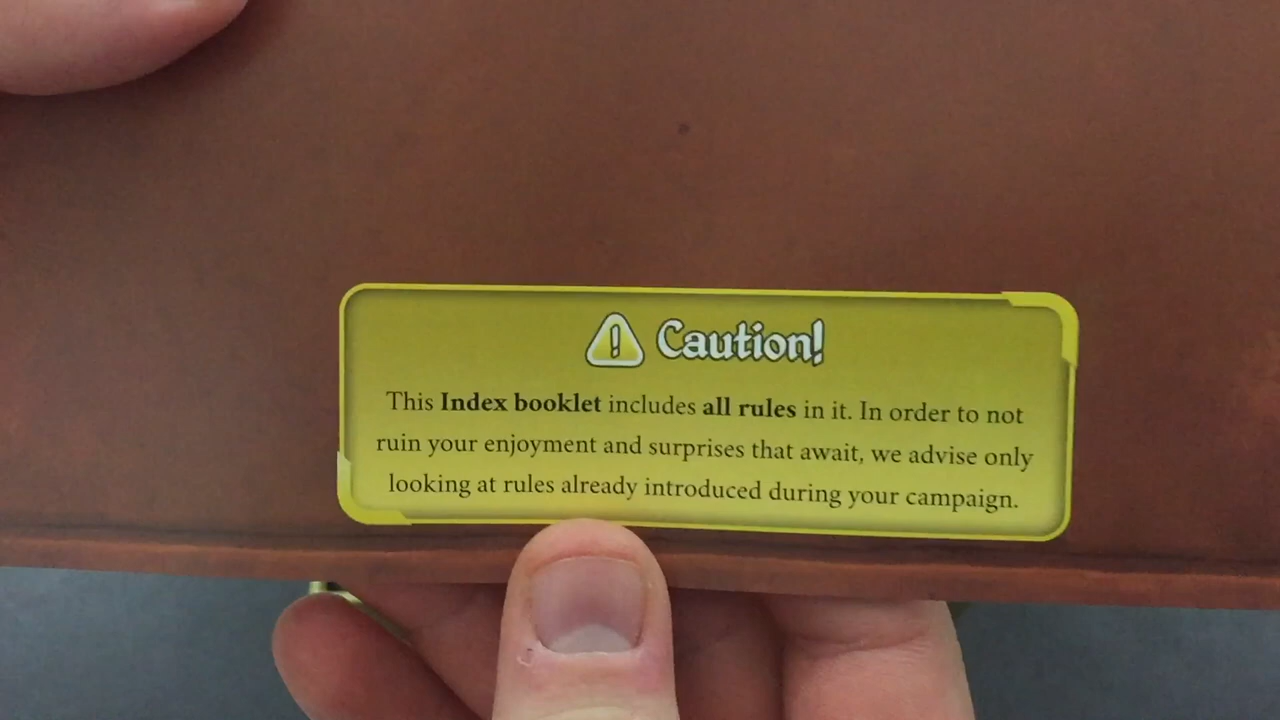 Caution!
This Index booklet includes all rules in it. In order to not
ruin your enjoyment and surprises that await, we advise only
looking at rules already introduced during your campaign.